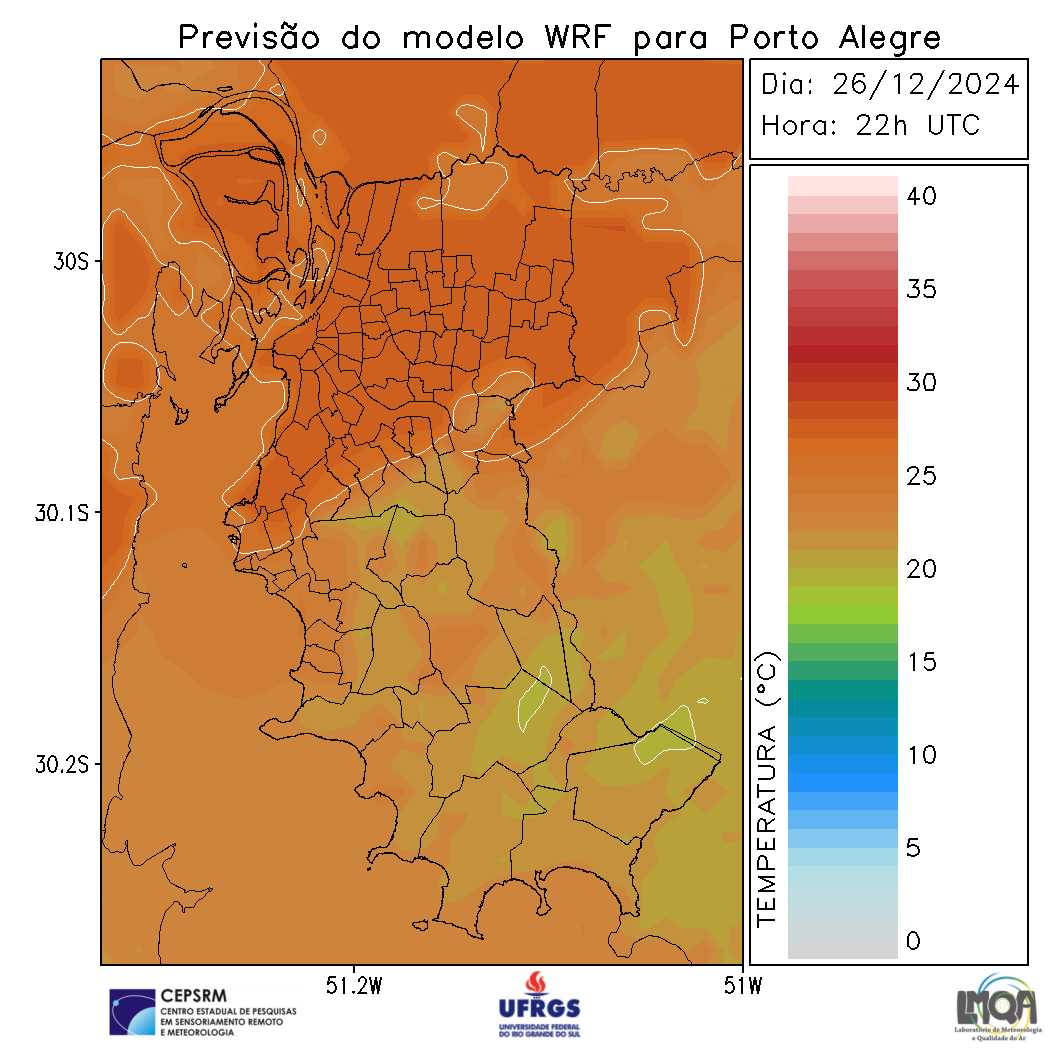 Previsão do modelo WRF para Porto Alegre
Dia: 26/12/2024
Hora: 22h UTC
40
35
30
25
20
15
10
5
0
TEMPERATURA (°C)
30S
30.1S
30.2S
51.2W
51W
CEPSRM
CENTRO ESTADUAL DE PESQUISAS
EM SENSORIAMENTO REMOTO
E METEOROLOGIA
UFRGS
UNIVERSIDADE FEDERAL
DO RIO GRANDE DO SUL
LMQA
Laboratório de Meteorologia
e Qualidade do Ar